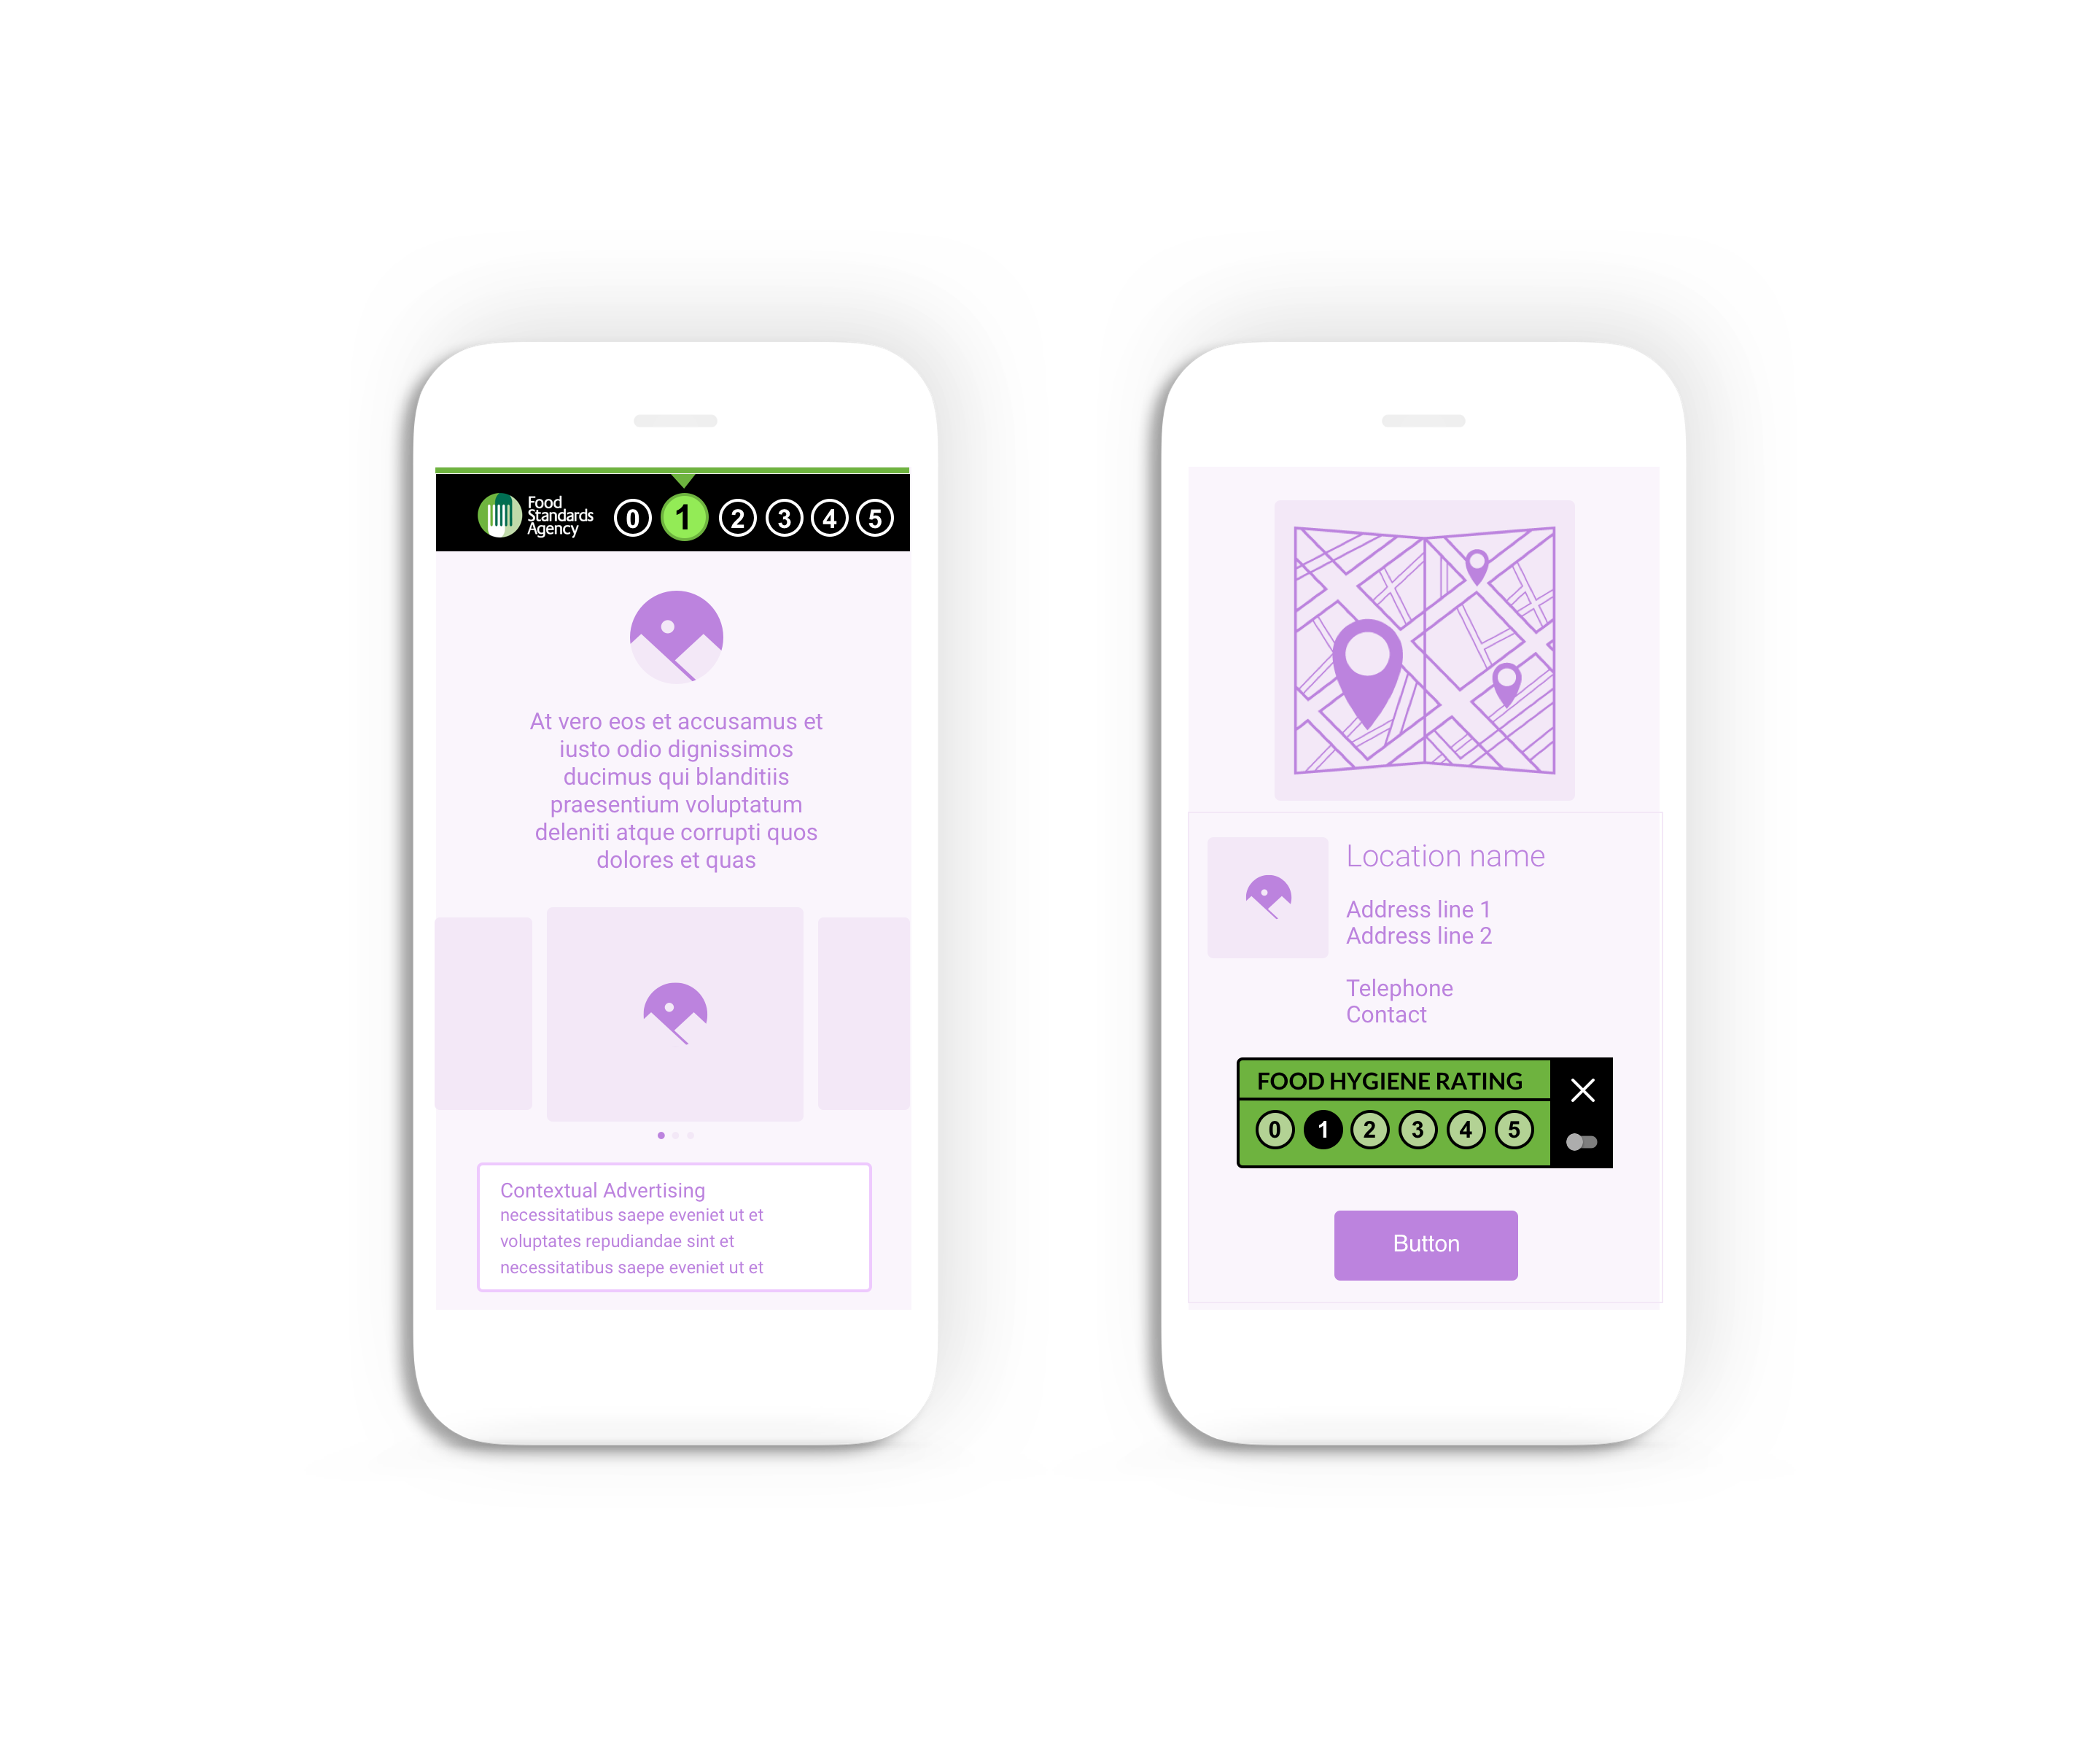 Food
Standards
Agency
0 1 2 3 4 5
At vero eos et accusamus et
iusto odio dignissimos
ducimus qui blanditiis
praesentium voluptatum
deleniti atque corrupti quos
dolores et quas
Contextual Advertising
necessitatibus saepe eveniet ut et
voluptates repudiandae sint et
necessitatibus saepe eveniet ut et
Location name
Address line 1
Address line 2
Telephone
Contact
FOOD HYGIENE RATING
0 1 2 3 4 5
Button